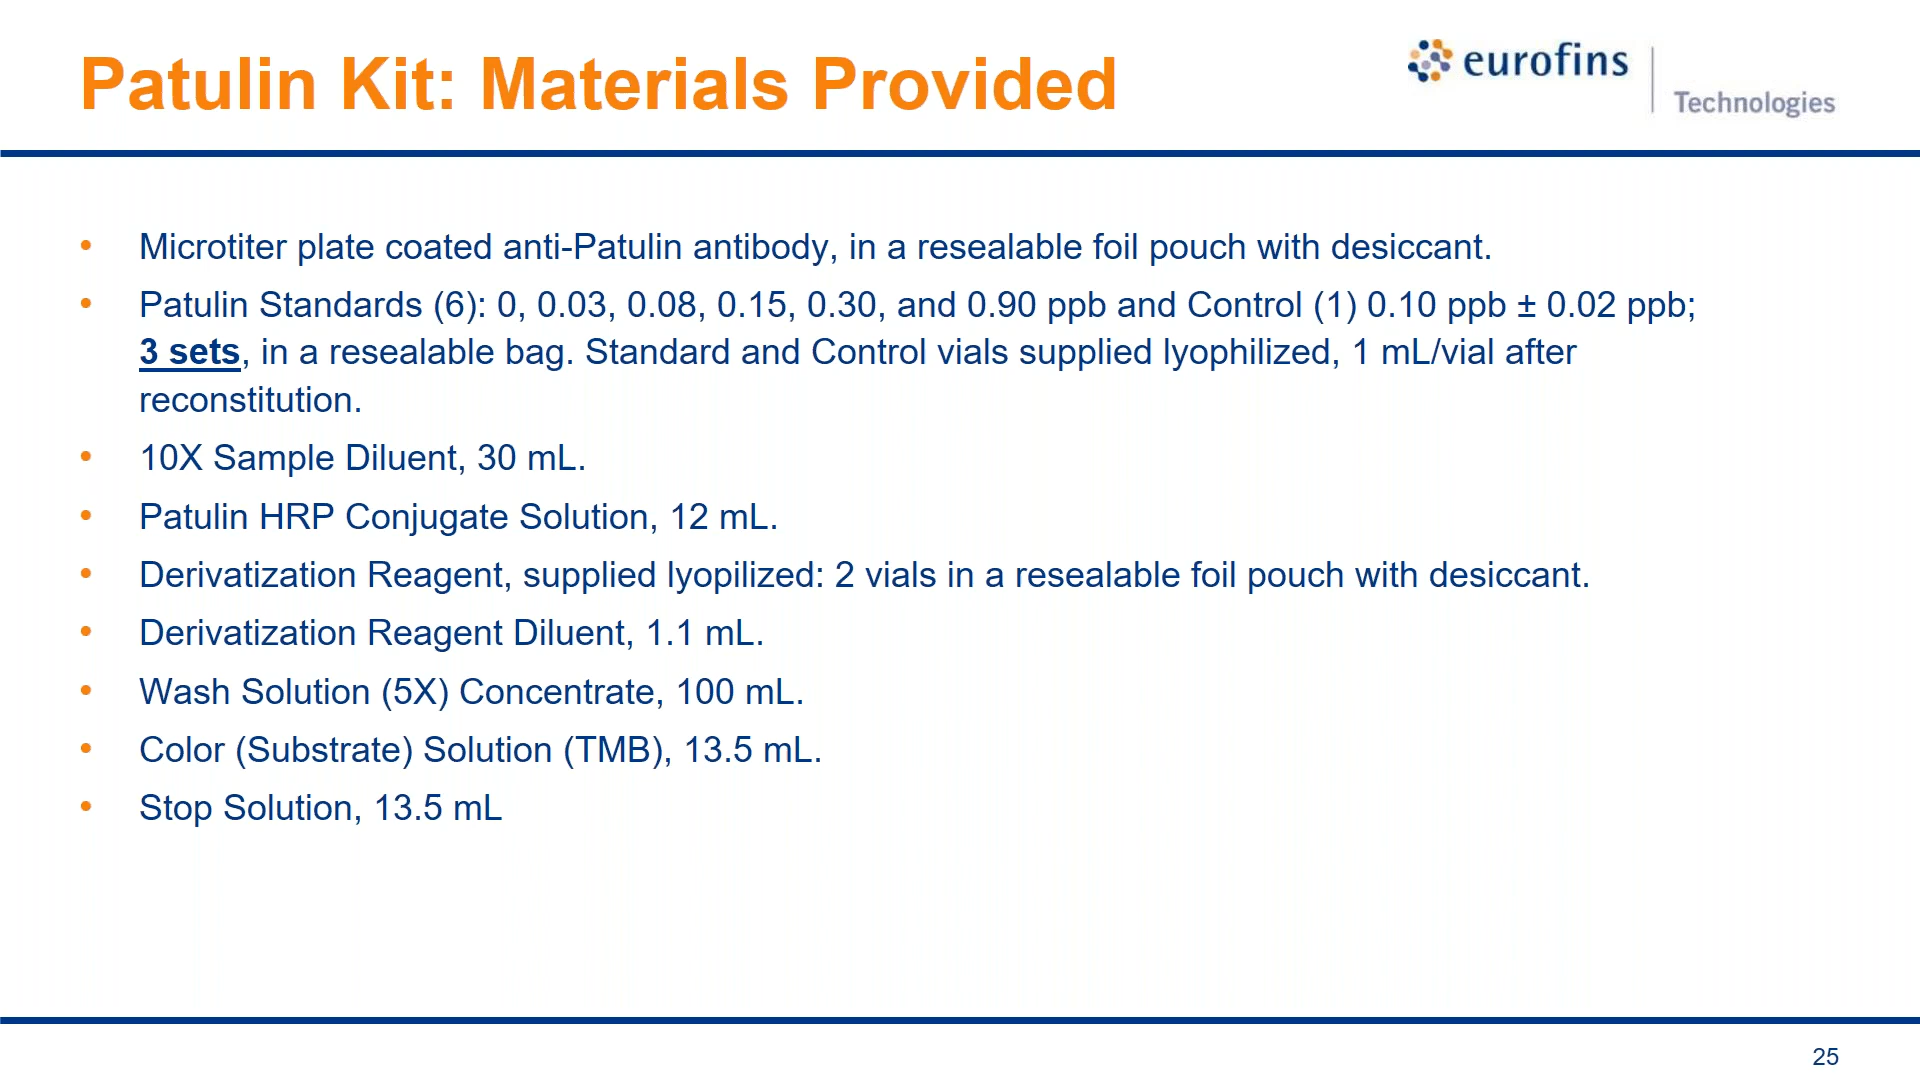 Patulin Kit: Materials Provided
eurofins
Technologies
• Microtiter plate coated anti-Patulin antibody, in a resealable foil pouch with desiccant.
• Patulin Standards (6): 0, 0.03, 0.08, 0.15, 0.30, and 0.90 ppb and Control (1) 0.10 ppb ± 0.02 ppb;
3 sets, in a resealable bag. Standard and Control vials supplied lyophilized, 1 mL/vial after
reconstitution.
• 10X Sample Diluent, 30 mL.
• Patulin HRP Conjugate Solution, 12 mL.
• Derivatization Reagent, supplied lyopilized: 2 vials in a resealable foil pouch with desiccant.
• Derivatization Reagent Diluent, 1.1 mL.
• Wash Solution (5X) Concentrate, 100 mL.
• Color (Substrate) Solution (TMB), 13.5 mL.
• Stop Solution, 13.5 mL
25